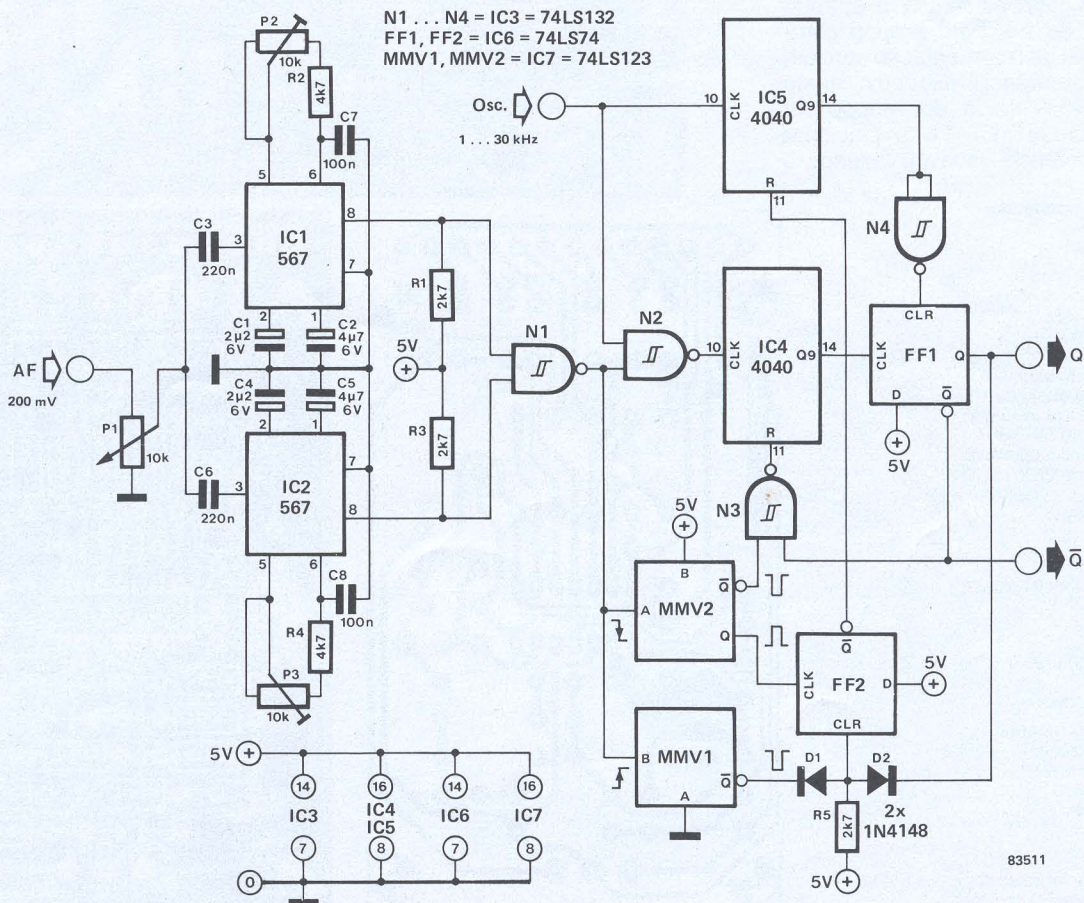 N1 . . . N4 = IC3 = 74LS132
FF1, FF2 = IC6 = 74LS74
MMV1, MMV2 = IC7 = 74LS123
P2
10k
R2
4k7
C7
100n
5
6
C3
3
220n
IC1
567
8
7
2
1
C1
2µ2
6V
C2
4µ7
6V
AF
200 mV
P1
10k
C4
2µ2
6V
C5
4µ7
6V
2
1
C6
3
220n
IC2
567
7
8
5
6
C8
100n
R4
4k7
P3
10k
R1
2k7
5V
+
R3
2k7
N1
Osc.
1 . . . 30 kHz
10
CLK
IC5
4040
Q9
14
R
11
N4
N2
10
CLK
IC4
4040
Q9
14
R
11
CLR
CLK
FF1
Q
D
Q̅
5V
+
Q
Q̅
N3
5V
+
B
Q̅
A
MMV2
Q
Q̅
CLK
FF2
D
5V
+
CLR
B
MMV1
Q̅
A
D1
D2
2x
1N4148
R5
2k7
5V
+
5V
+
14
16
14
16
IC3
IC4
IC5
IC6
IC7
7
8
7
8
0
83511